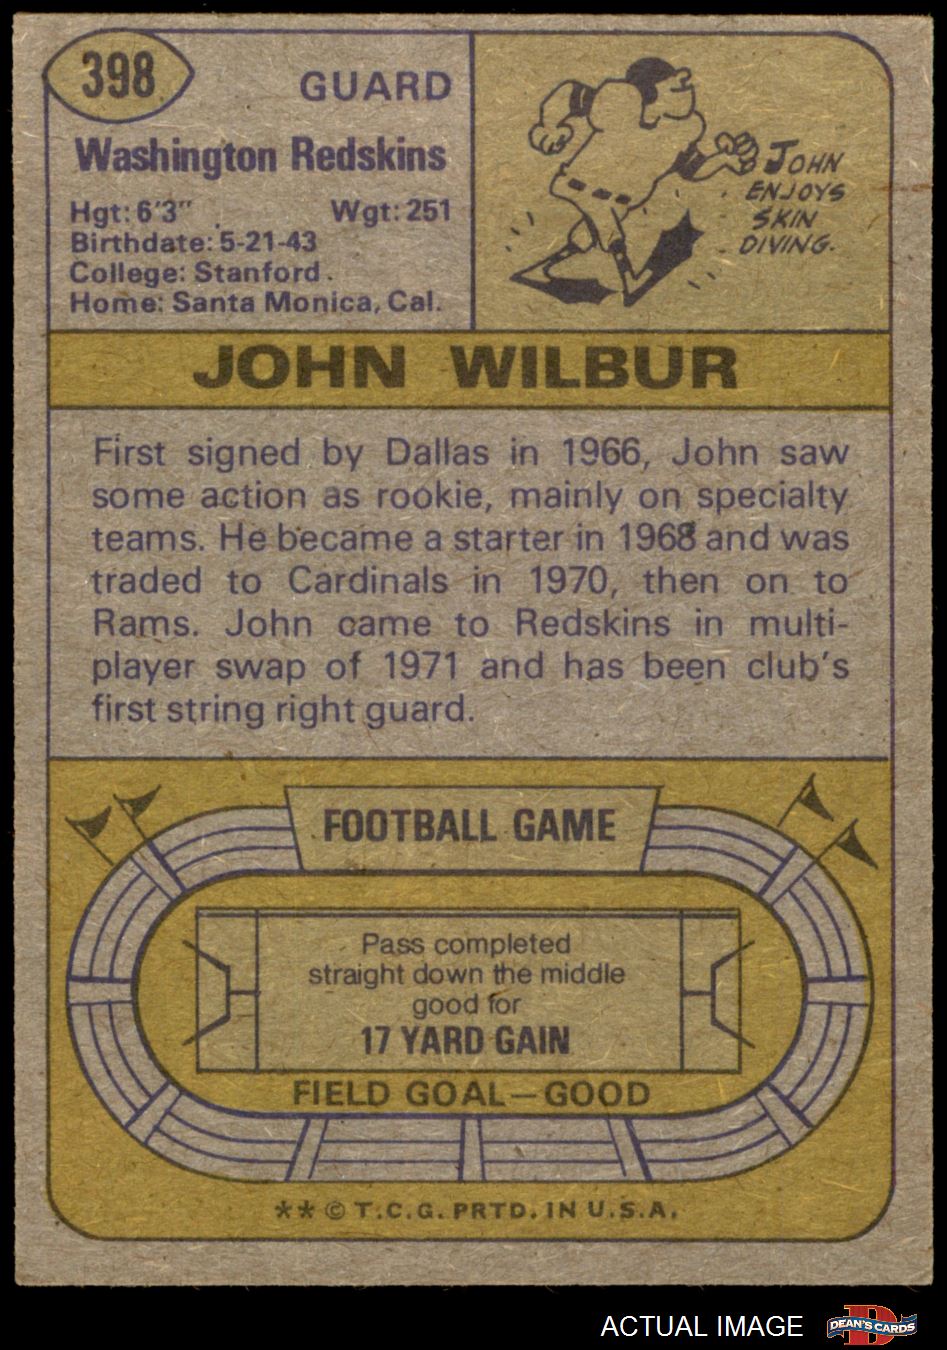 398
GUARD
Washington Redskins
Hgt: 6'3" Wgt: 251
Birthdate: 5-21-43
College: Stanford.
Home: Santa Monica, Cal.
JOHN
ENJOYS
SKIN
DIVING.
JOHN WILBUR
First signed by Dallas in 1966, John saw
some action as rookie, mainly on specialty
teams. He became a starter in 1968 and was
traded to Cardinals in 1970, then on to
Rams. John came to Redskins in multi-
player swap of 1971 and has been club's
first string right guard.
FOOTBALL GAME
Pass completed
straight down the middle
good for
17 YARD GAIN
FIELD GOAL—GOOD
** © T.C.G. PRTD. IN U.S.A.
ACTUAL IMAGE
D
DEAN'S CARDS